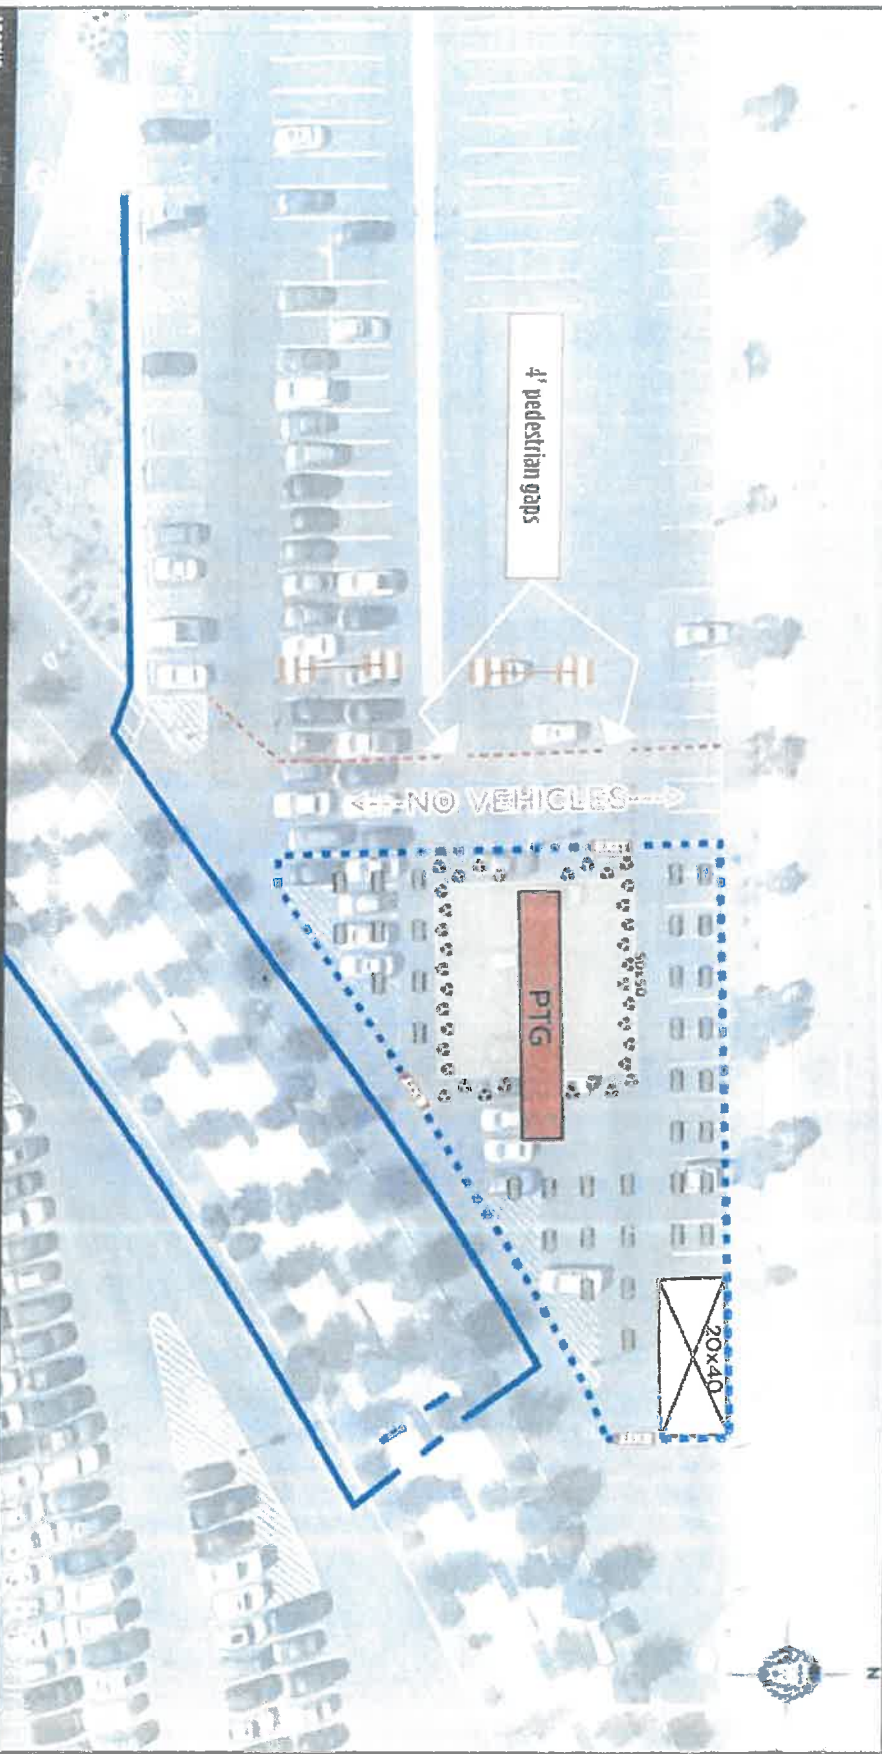 4' pedestrian gaps
<---NO VEHICLES--->
50x50
PTG
20x40
N